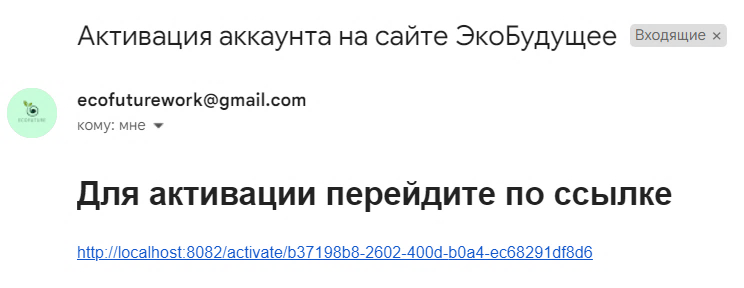 Активация аккаунта на сайте ЭкоБудущее Входящие ×
ecofuturework@gmail.com
кому: мне
Для активации перейдите по ссылке
http://localhost:8082/activate/b37198b8-2602-400d-b0a4-ec68291df8d6